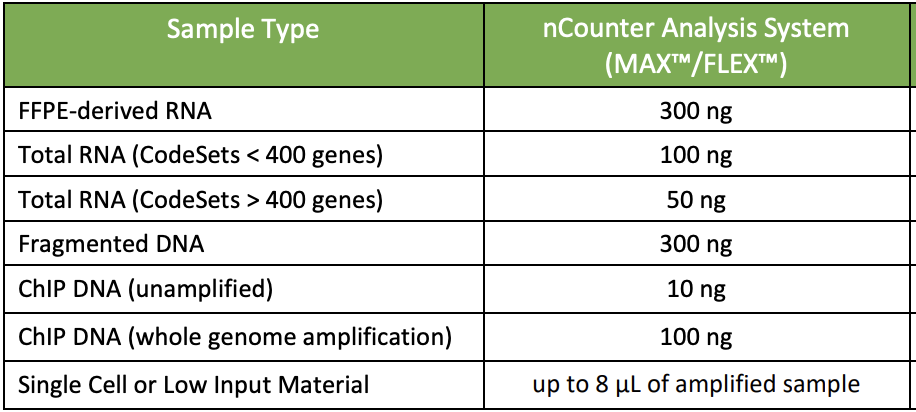 Sample Type
nCounter Analysis System
(MAX™/FLEX™)
FFPE-derived RNA
300 ng
Total RNA (CodeSets < 400 genes)
100 ng
Total RNA (CodeSets > 400 genes)
50 ng
Fragmented DNA
300 ng
ChIP DNA (unamplified)
10 ng
ChIP DNA (whole genome amplification)
100 ng
Single Cell or Low Input Material
up to 8 µL of amplified sample